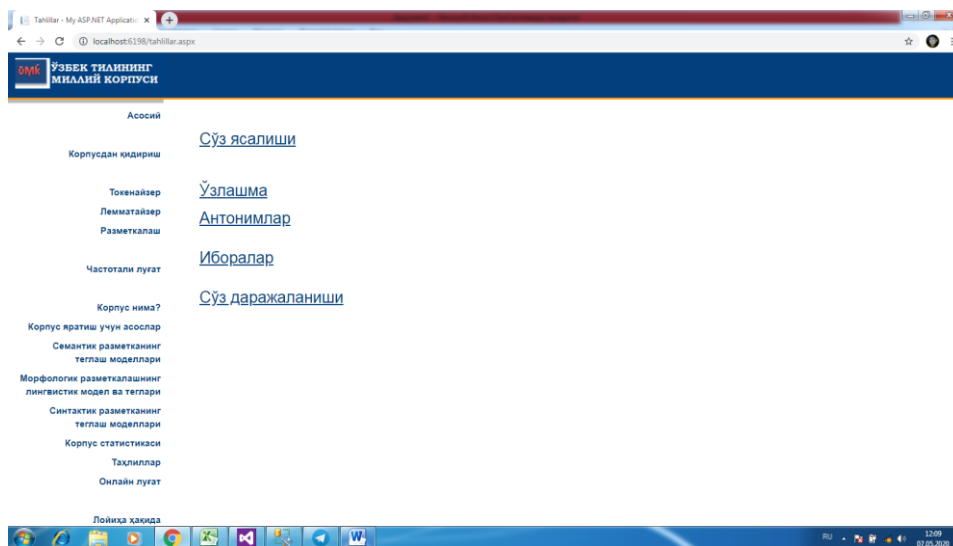 Tahlillar - My ASP.NET Applicatio
localhost:6198/tahlillar.aspx
ўмк
ЎЗБЕК ТИЛИНИНГ
МИЛЛИЙ КОРПУСИ
Асосий
Корпусдан қидириш
Токенайзер
Лемматайзер
Разметкалаш
Частотали луғат
Корпус нима?
Корпус яратиш учун асослар
Семантик разметканинг
теглаш моделлари
Морфологик разметкалашнинг
лингвистик модел ва теглари
Синтактик разметканинг
теглаш моделлари
Корпус статистикаси
Таҳлиллар
Онлайн луғат
Лойиҳа ҳақида
Сўз ясалиши
Ўзлашма
Антонимлар
Иборалар
Сўз даражаланиши
RU
12:09
07.05.2020